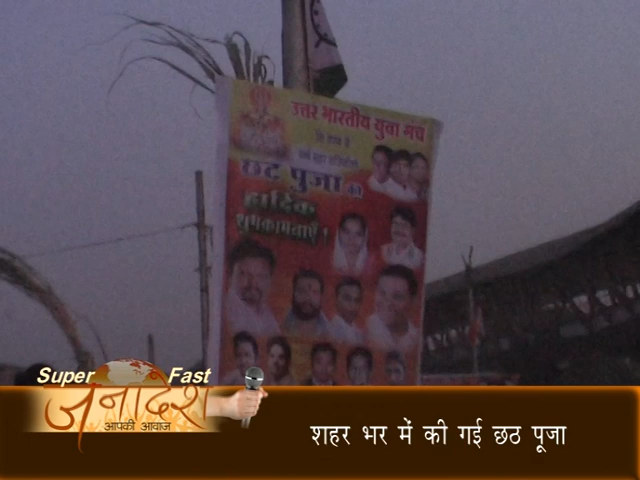 उत्तर भारतीय युवा मंच
छठ पूजा की
हार्दिक
शुभकामनाएँ !
Super Fast
जनादेश
आपकी आवाज
शहर भर में की गई छठ पूजा